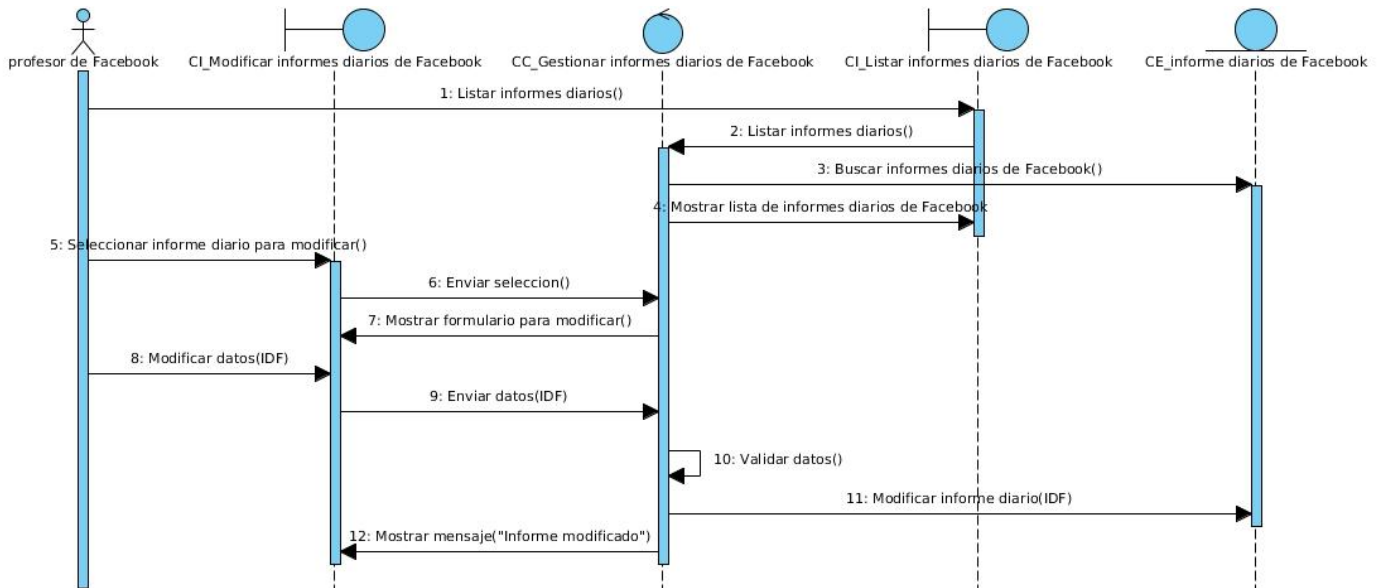 profesor de Facebook
CI_Modificar informes diarios de Facebook
CC_Gestionar informes diarios de Facebook
CI_Listar informes diarios de Facebook
CE_informe diarios de Facebook
1: Listar informes diarios()
2: Listar informes diarios()
3: Buscar informes diarios de Facebook()
4: Mostrar lista de informes diarios de Facebook
5: Seleccionar informe diario para modificar()
6: Enviar seleccion()
7: Mostrar formulario para modificar()
8: Modificar datos(IDF)
9: Enviar datos(IDF)
10: Validar datos()
11: Modificar informe diario(IDF)
12: Mostrar mensaje("Informe modificado")